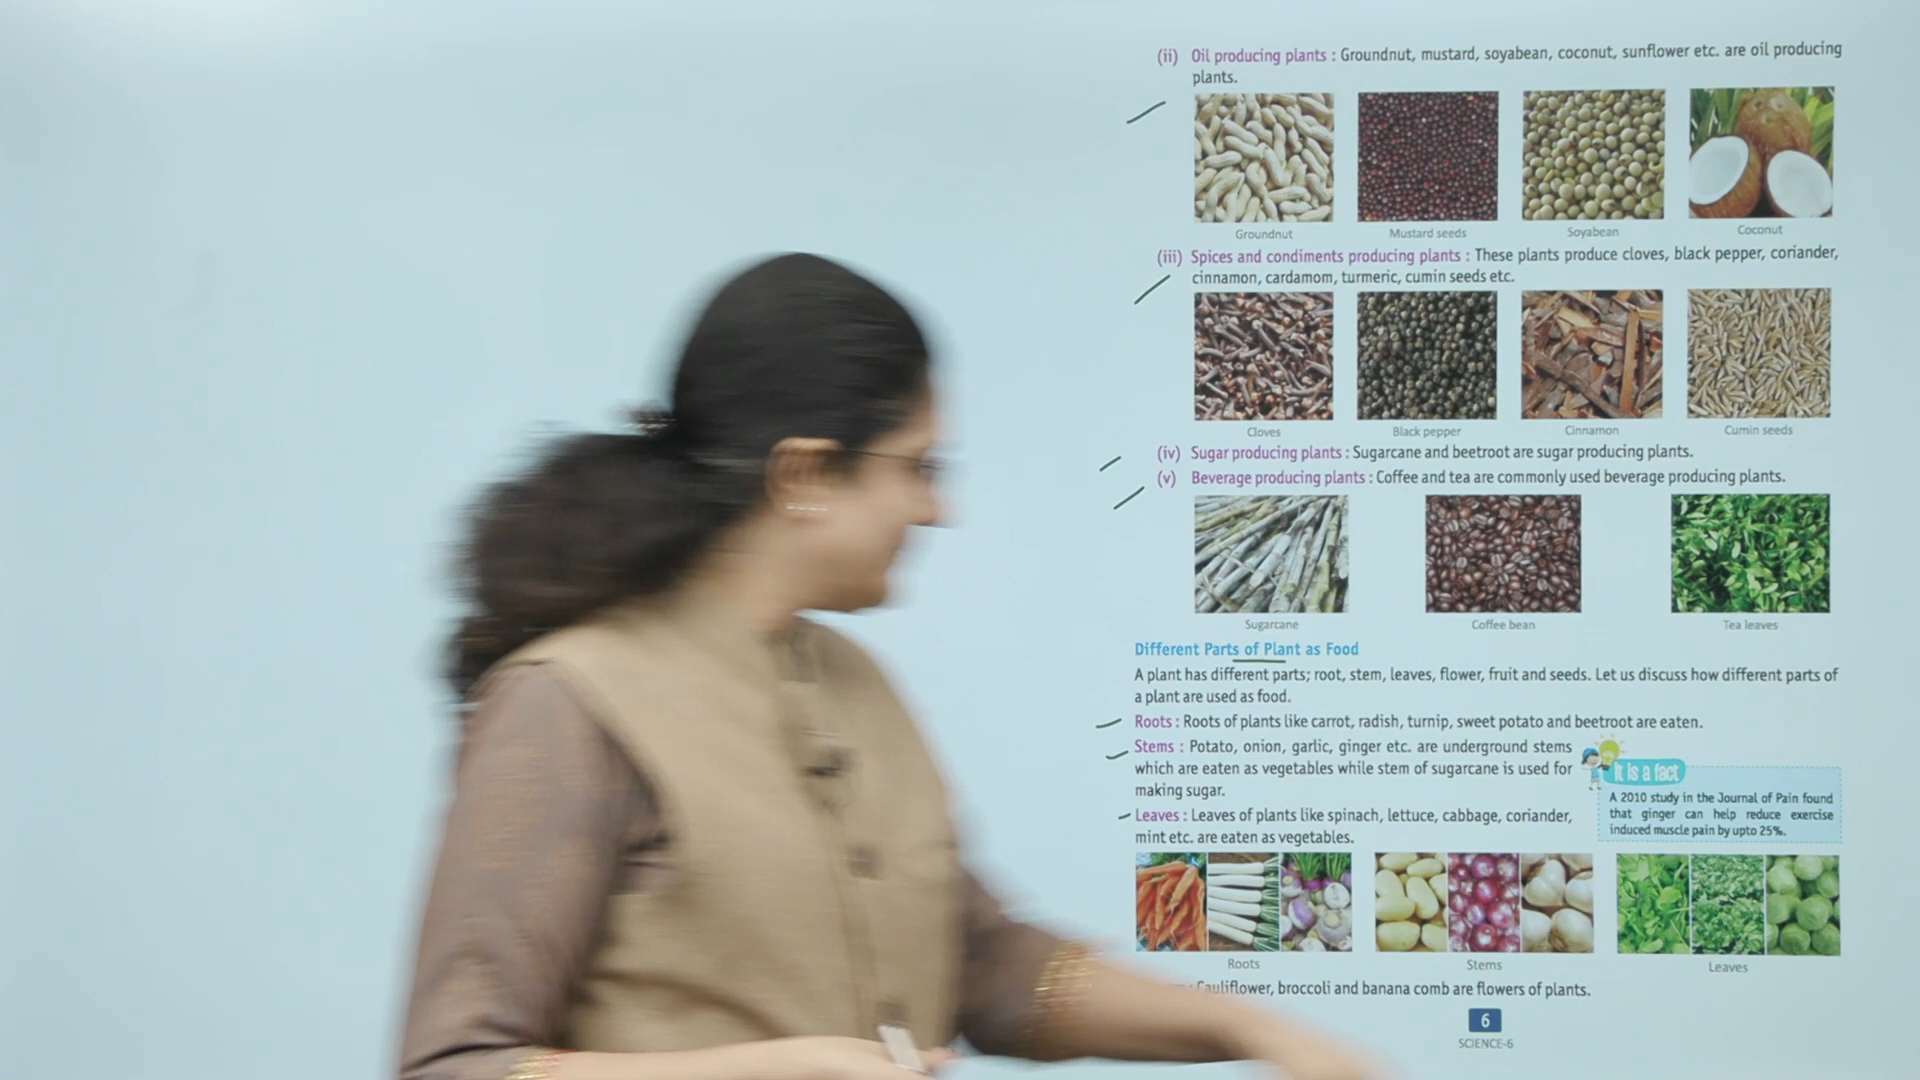 (ii) Oil producing plants : Groundnut, mustard, soyabean, coconut, sunflower etc. are oil producing
plants.
Groundnut
Mustard seeds
Soyabean
Coconut
(iii) Spices and condiments producing plants : These plants produce cloves, black pepper, coriander,
cinnamon, cardamom, turmeric, cumin seeds etc.
Cloves
Black pepper
Cinnamon
Cumin seeds
(iv) Sugar producing plants : Sugarcane and beetroot are sugar producing plants.
(v) Beverage producing plants : Coffee and tea are commonly used beverage producing plants.
Sugarcane
Coffee bean
Tea leaves
Different Parts of Plant as Food
A plant has different parts; root, stem, leaves, flower, fruit and seeds. Let us discuss how different parts of
a plant are used as food.
Roots : Roots of plants like carrot, radish, turnip, sweet potato and beetroot are eaten.
Stems : Potato, onion, garlic, ginger etc. are underground stems
which are eaten as vegetables while stem of sugarcane is used for
making sugar.
Leaves : Leaves of plants like spinach, lettuce, cabbage, coriander,
mint etc. are eaten as vegetables.
It is a fact
A 2010 study in the Journal of Pain found
that ginger can help reduce exercise
induced muscle pain by upto 25%.
Roots
Stems
Leaves
Cauliflower, broccoli and banana comb are flowers of plants.
6
SCIENCE-6